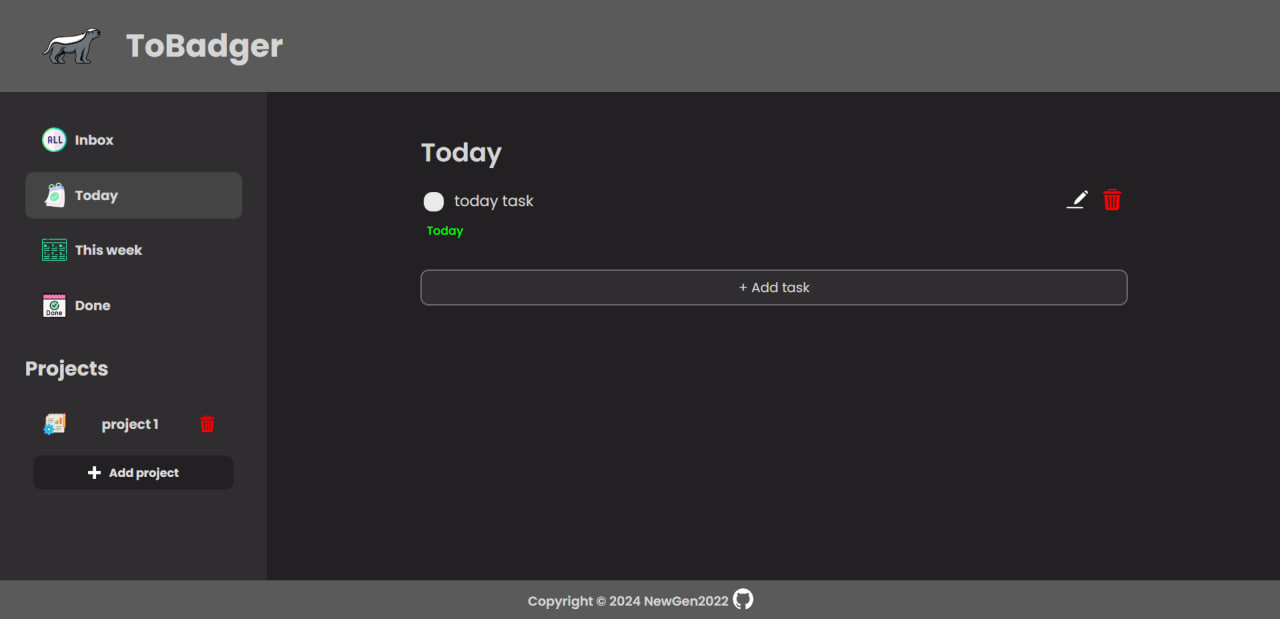 ToBadger
ALL Inbox
Today
This week
Done Done
Projects
project 1
Add project
Today
today task
Today
+ Add task
Copyright © 2024 NewGen2022